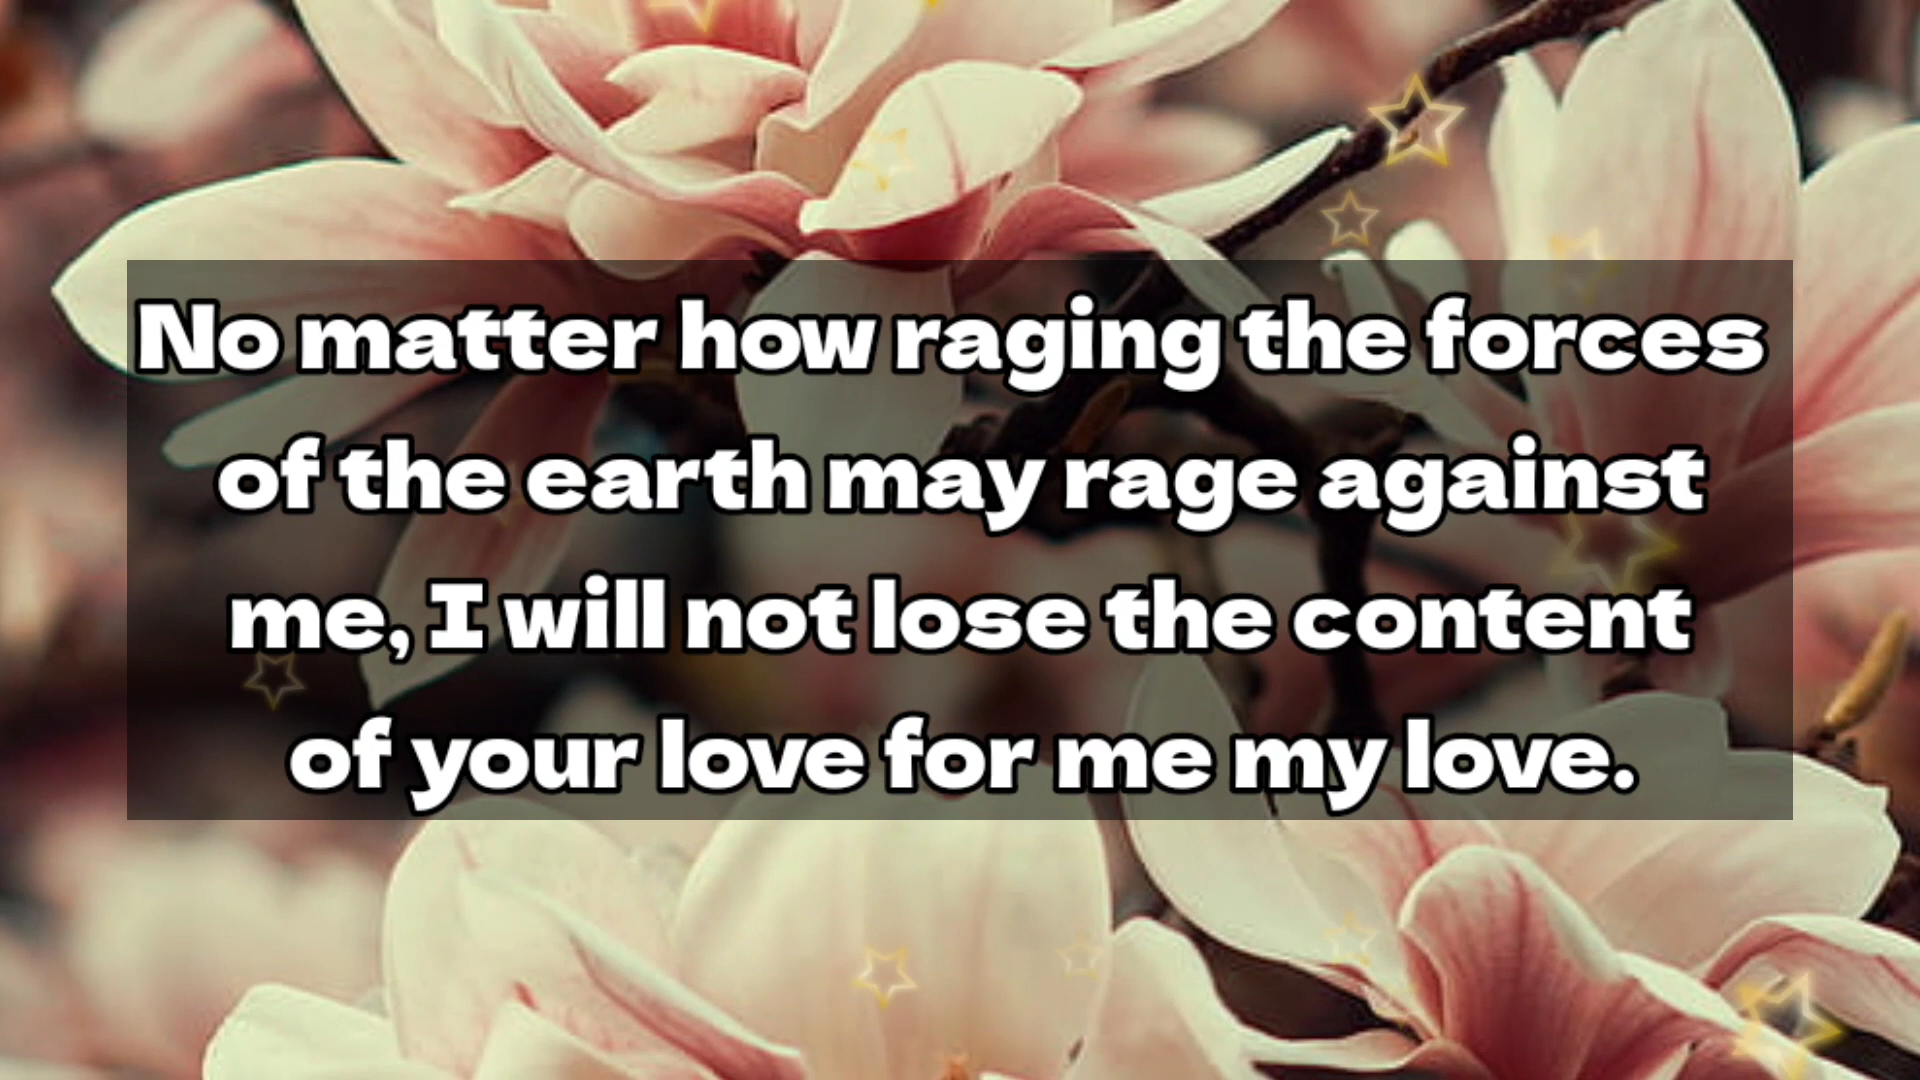 No matter how raging the forces
of the earth may rage against
me, I will not lose the content
of your love for me my love.